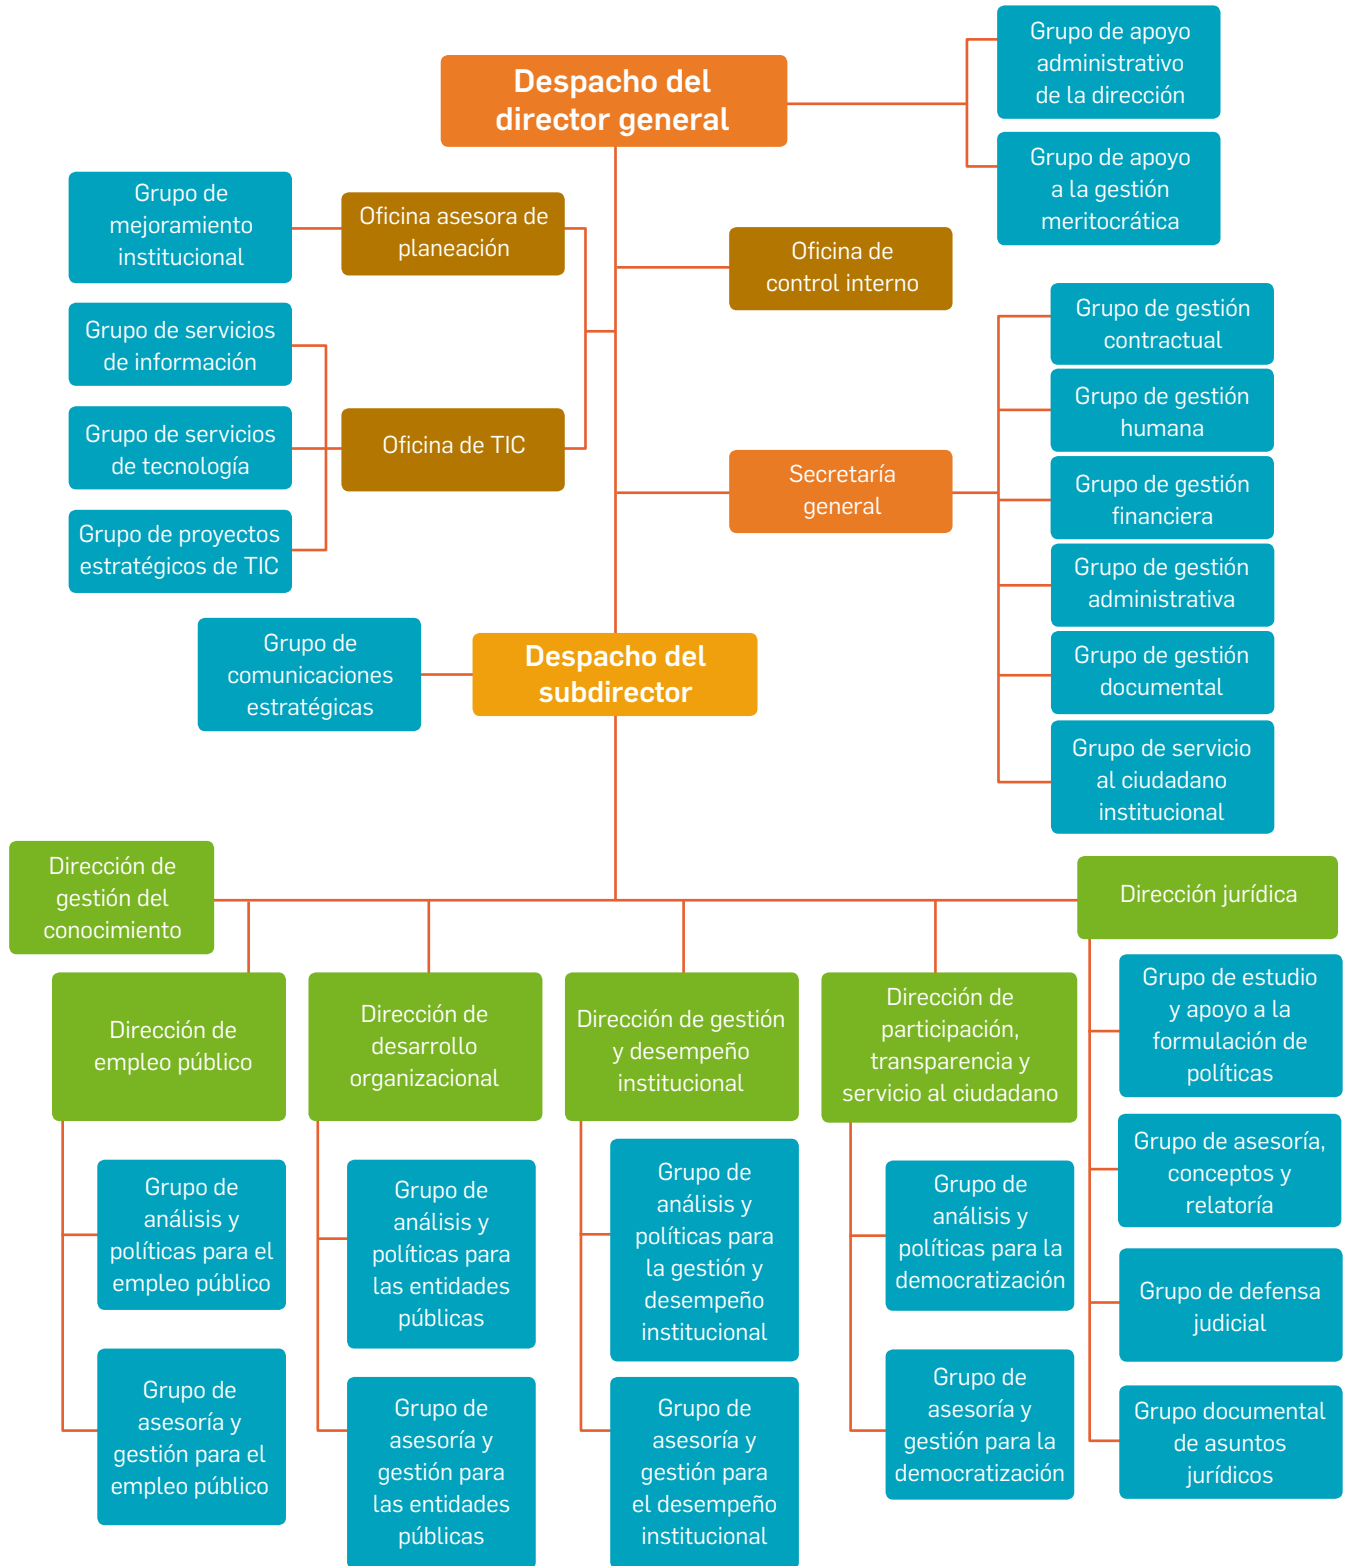 Despacho del
director general
Grupo de apoyo
administrativo
de la dirección
Grupo de apoyo
a la gestión
meritocrática
Grupo de
mejoramiento
institucional
Oficina asesora de
planeación
Oficina de
control interno
Grupo de servicios
de información
Grupo de servicios
de tecnología
Grupo de proyectos
estratégicos de TIC
Oficina de TIC
Secretaría
general
Grupo de gestión
contractual
Grupo de gestión
humana
Grupo de gestión
financiera
Grupo de gestión
administrativa
Grupo de gestión
documental
Grupo de servicio
al ciudadano
institucional
Grupo de
comunicaciones
estratégicas
Despacho del
subdirector
Dirección de
gestión del
conocimiento
Dirección jurídica
Dirección de
empleo público
Dirección de
desarrollo
organizacional
Dirección de gestión
y desempeño
institucional
Dirección de
participación,
transparencia y
servicio al ciudadano
Grupo de estudio
y apoyo a la
formulación de
políticas
Grupo de asesoría,
conceptos y
relatoría
Grupo de defensa
judicial
Grupo documental
de asuntos
jurídicos
Grupo de
análisis y
políticas para el
empleo público
Grupo de
asesoría y
gestión para el
empleo público
Grupo de
análisis y
políticas para
las entidades
públicas
Grupo de
asesoría y
gestión para
las entidades
públicas
Grupo de
análisis y
políticas para
la gestión y
desempeño
institucional
Grupo de
asesoría y
gestión para
el desempeño
institucional
Grupo de
análisis y
políticas para la
democratización
Grupo de
asesoría y
gestión para la
democratización